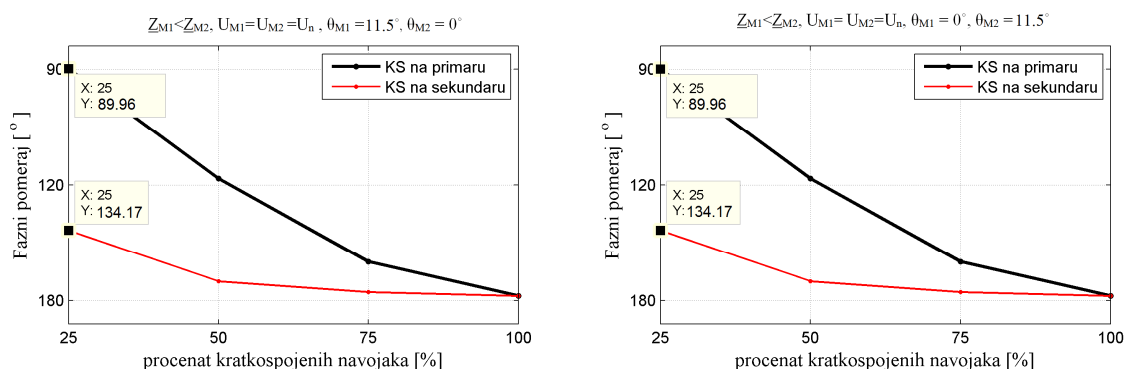 Z_M1<Z_M2, U_M1=U_M2=U_n , θ_M1 =11.5°, θ_M2 = 0°
90
KS na primaru
KS na sekundaru
X: 25
Y: 89.96
120
X: 25
Y: 134.17
180
25 50 75 100
Fazni pomeraj [ ° ]
procenat kratkospojenih navojaka [%]
Z_M1<Z_M2, U_M1= U_M2=U_n, θ_M1 = 0°, θ_M2 = 11.5°
90
KS na primaru
KS na sekundaru
X: 25
Y: 89.96
120
X: 25
Y: 134.17
180
25 50 75 100
Fazni pomeraj [ ° ]
procenat kratkospojenih navojaka [%]